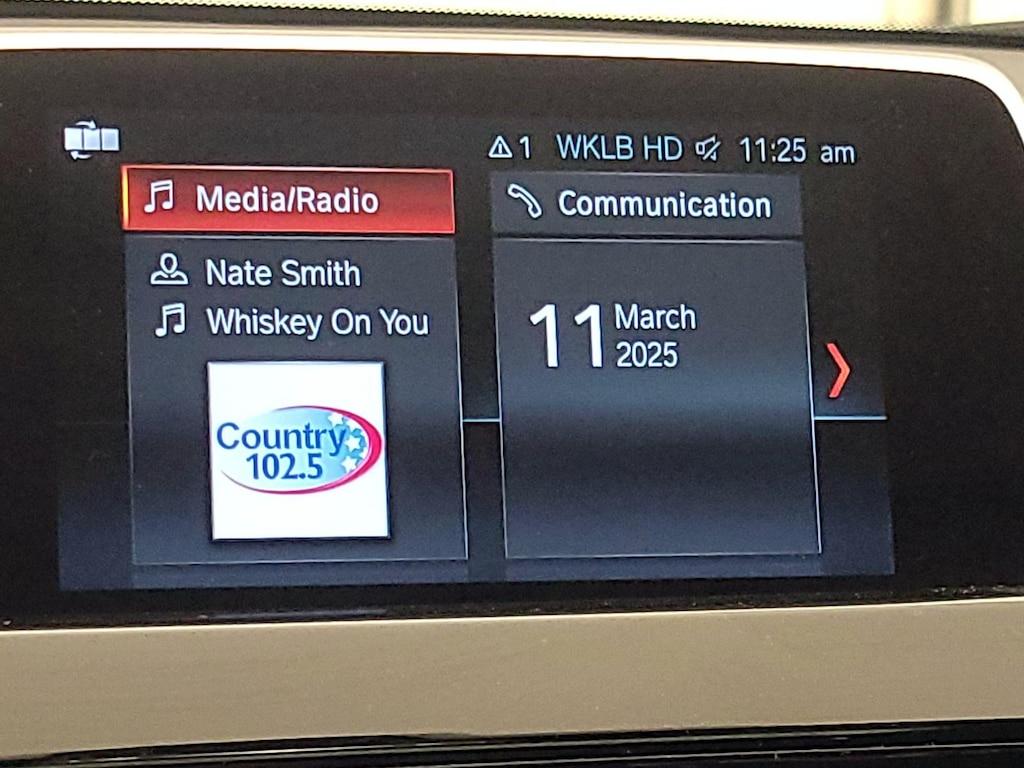 1 WKLB HD 11:25 am
Media/Radio
Nate Smith
Whiskey On You
Country
102.5
Communication
11 March
2025